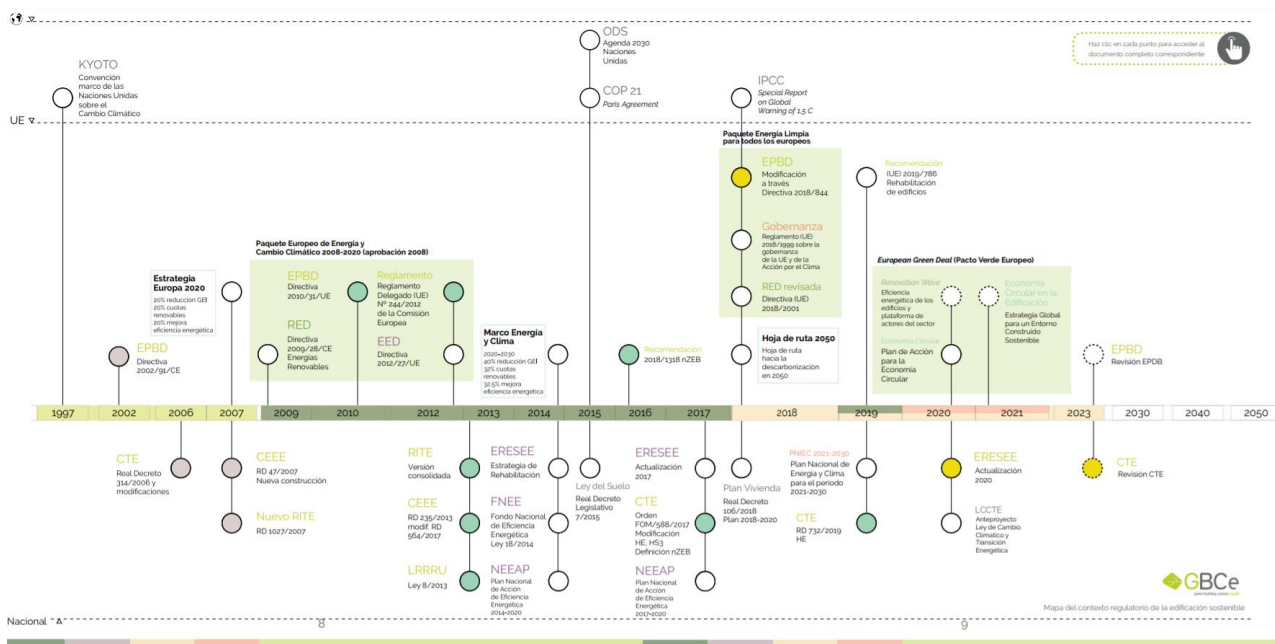 ODS
Agenda 2030
Naciones
Unidas
Haz clic en cada punto para acceder al
documento completo correspondiente
KYOTO
Convención
marco de las
Naciones Unidas
sobre el
Cambio Climático
COP 21
Paris Agreement
IPCC
Special Report
on Global
Warning of 1,5 C
UE
Paquete Energía Limpia
para todos los europeos
EPBD
Modificación
a través
Directiva 2018/844
Recomendación
(UE) 2019/786
Rehabilitación
de edificios
Gobernanza
Reglamento (UE)
2018/1999 sobre la
gobernanza
de la UE y de la
Acción por el Clima
RED revisada
Directiva (UE)
2018/2001
Paquete Europeo de Energía y
Cambio Climático 2008-2020 (aprobación 2008)
European Green Deal (Pacto Verde Europeo)
Estrategia
Europa 2020
20% reducción GEI
20% cuotas
renovables
20% mejora
eficiencia energética
EPBD
Directiva
2010/31/UE
Reglamento
Reglamento
Delegado (UE)
Nº 244/2012
de la Comisión
Europea
RED
Directiva
2009/28/CE
Energías
Renovables
EED
Directiva
2012/27/UE
EPBD
Directiva
2002/91/CE
Marco Energía
y Clima
2020-2030
40% reducción GEI
32% cuotas
renovables
32,5% mejora
eficiencia energética
Recomendación
2018/1318 nZEB
Hoja de ruta 2050
Hoja de ruta
hacia la
descarbonización
en 2050
Renovation Wave
Eficiencia
energética de los
edificios y
plataforma de
actores del sector
Economía Circular
Plan de Acción
para la
Economía
Circular
Economía
Circular en la
Edificación
Estrategia Global
para un Entorno
Construido
Sostenible
EPBD
Revisión EPDB
1997 2002 2006 2007 2009 2010 2012 2013 2014 2015 2016 2017 2018 2019 2020 2021 2023 2030 2040 2050
CTE
Real Decreto
314/2006 y
modificaciones
CEEE
RD 47/2007
Nueva construcción
Nuevo RITE
RD 1027/2007
RITE
Versión
consolidada
CEEE
RD 235/2013
modif. RD
564/2017
LRRRU
Ley 8/2013
ERESEE
Estrategia de
Rehabilitación
FNEE
Fondo Nacional
de Eficiencia
Energética
Ley 18/2014
NEEAP
Plan Nacional
de Acción
de Eficiencia
Energética
2014-2020
Ley del Suelo
Real Decreto
Legislativo
7/2015
ERESEE
Actualización
2017
CTE
Orden
FOM/588/2017
Modificación
HE, HS3
Definición nZEB
NEEAP
Plan Nacional
de Acción
de Eficiencia
Energética
2017-2020
Plan Vivienda
Real Decreto
106/2018
Plan 2018-2020
PNIEC 2021-2030
Plan Nacional de
Energía y Clima
para el periodo
2021-2030
CTE
RD 732/2019
HE
ERESEE
Actualización
2020
LCCTE
Anteproyecto
Ley de Cambio
Climatico y
Transición
Energética
CTE
Revisión CTE
GBCe
green building council españa
Mapa del contexto regulatorio de la edificación sostenible
Nacional
8
9